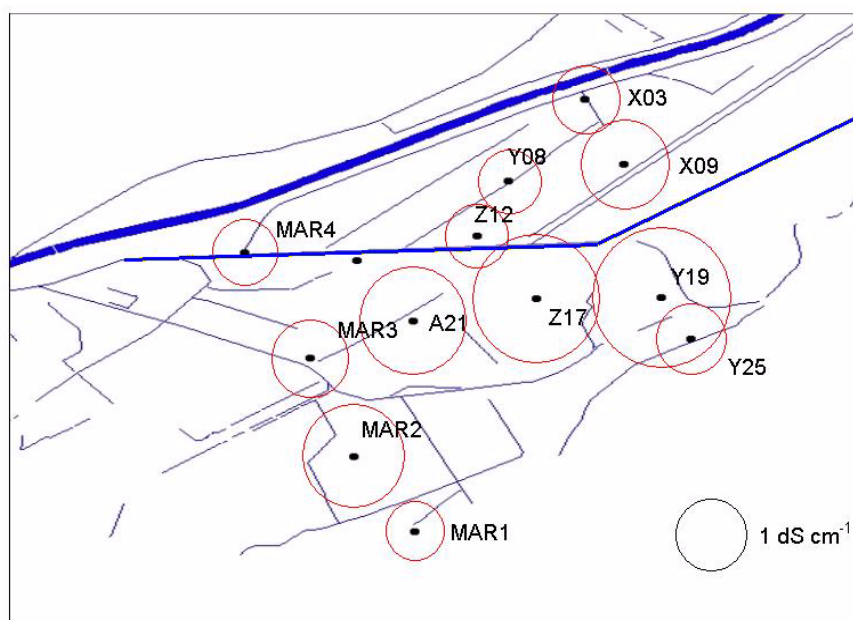 X03
Y08
X09
Z12
MAR4
Y19
Z17
A21
MAR3
Y25
MAR2
MAR1
1 dS cm⁻¹